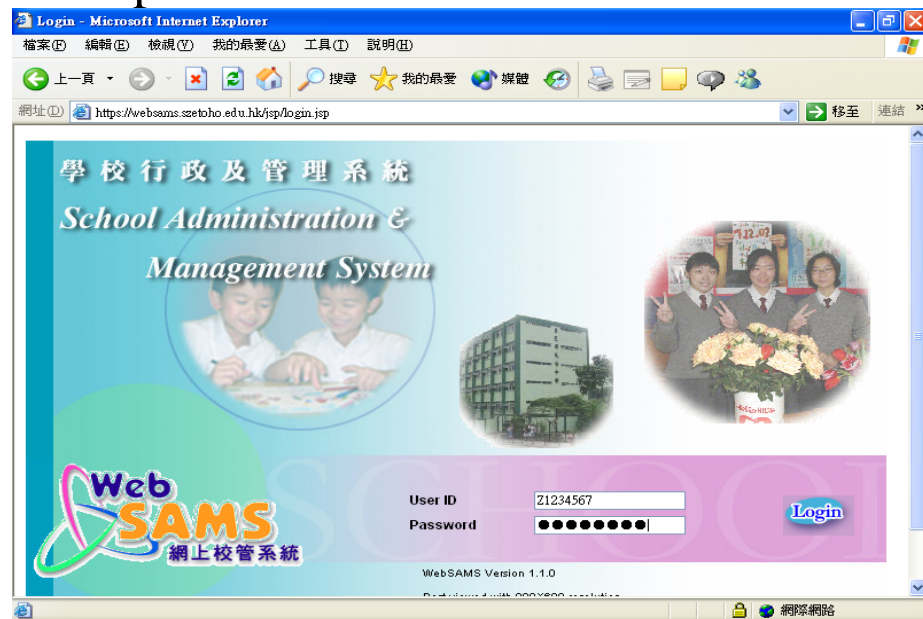 Login - Microsoft Internet Explorer
檔案(F) 編輯(E) 檢視(V) 我的最愛(A) 工具(T) 說明(H)
上一頁 搜尋 我的最愛 媒體
網址(D) https://websams.szetoho.edu.hk/jsp/login.jsp 移至 連結 »
學校行政及管理系統
School Administration &
Management System
SCHOOL
Web
SAMS
網上校管系統
User ID Z1234567
Password ●●●●●●●●
Login
WebSAMS Version 1.1.0
網際網路